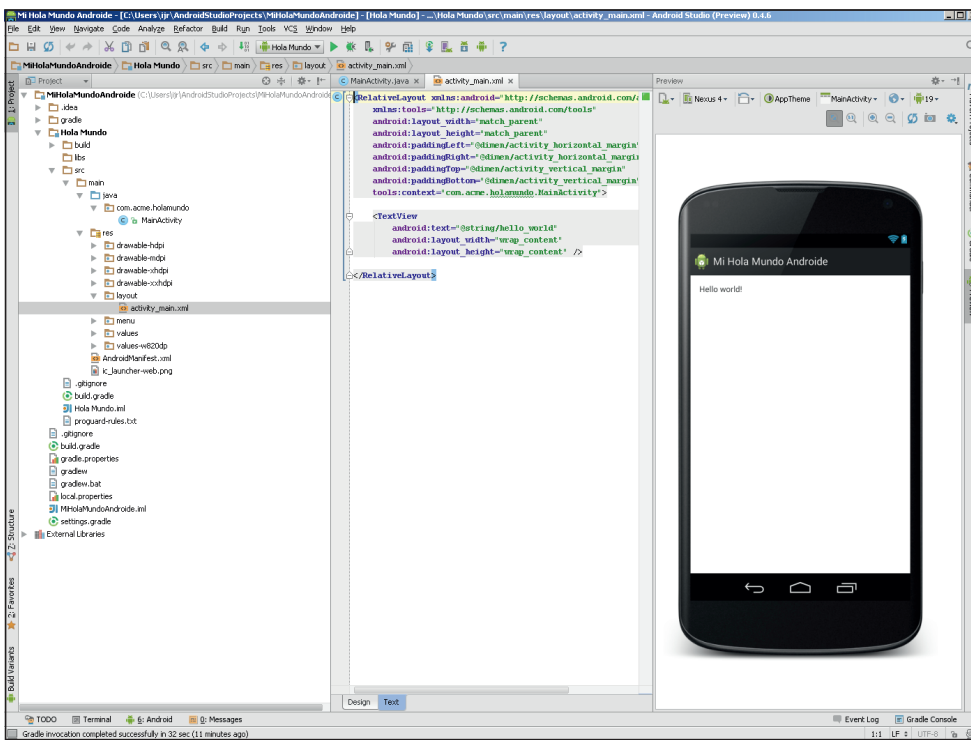 Mi Hola Mundo Androide - [C:\Users\ijr\AndroidStudioProjects\MiHolaMundoAndroide] - [Hola Mundo] - ...\Hola Mundo\src\main\res\layout\activity_main.xml - Android Studio (Preview) 0.4.6
File Edit View Navigate Code Analyze Refactor Build Run Tools VCS Window Help
Hola Mundo
MiHolaMundoAndroide Hola Mundo src main res layout activity_main.xml
1: Project
Z: Structure
2: Favorites
Build Variants
Project
MiHolaMundoAndroide (C:\Users\ijr\AndroidStudioProjects\MiHolaMundoAndroide
.idea
gradle
Hola Mundo
build
libs
src
main
java
com.acme.holamundo
MainActivity
res
drawable-hdpi
drawable-mdpi
drawable-xhdpi
drawable-xxhdpi
layout
activity_main.xml
menu
values
values-w820dp
AndroidManifest.xml
ic_launcher-web.png
.gitignore
build.gradle
Hola Mundo.iml
proguard-rules.txt
.gitignore
build.gradle
gradle.properties
gradlew
gradlew.bat
local.properties
MiHolaMundoAndroide.iml
settings.gradle
External Libraries
MainActivity.java activity_main.xml
<RelativeLayout xmlns:android="http://schemas.android.com/a
xmlns:tools="http://schemas.android.com/tools"
android:layout_width="match_parent"
android:layout_height="match_parent"
android:paddingLeft="@dimen/activity_horizontal_margin"
android:paddingRight="@dimen/activity_horizontal_margin
android:paddingTop="@dimen/activity_vertical_margin"
android:paddingBottom="@dimen/activity_vertical_margin"
tools:context="com.acme.holamundo.MainActivity">
<TextView
android:text="@string/hello_world"
android:layout_width="wrap_content"
android:layout_height="wrap_content" />
</RelativeLayout>
Design Text
Preview
Nexus 4 AppTheme MainActivity 19
Mi Hola Mundo Androide
Hello world!
TODO Terminal 6: Android 0: Messages Event Log Gradle Console
Gradle invocation completed successfully in 32 sec (11 minutes ago) 1:1 LF UTF-8